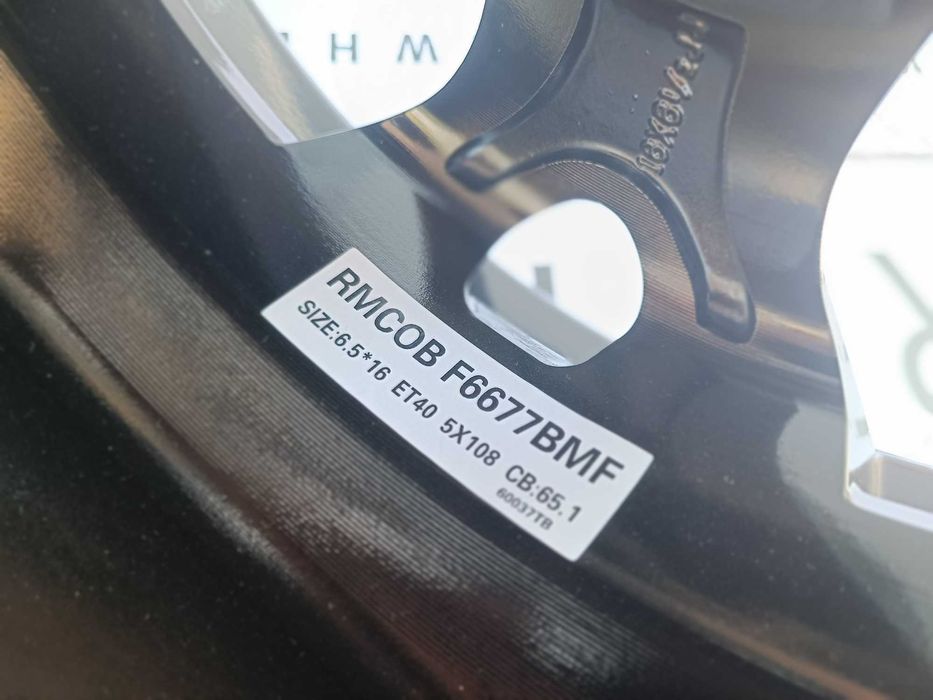 W H
RMCOB F6677BMF
SIZE:6.5*16 ET40 5X108 CB:65.1
60037TB